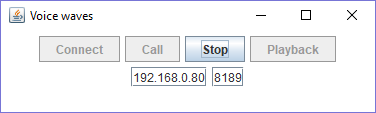 Voice waves
Connect Call Stop Playback
192.168.0.80 8189